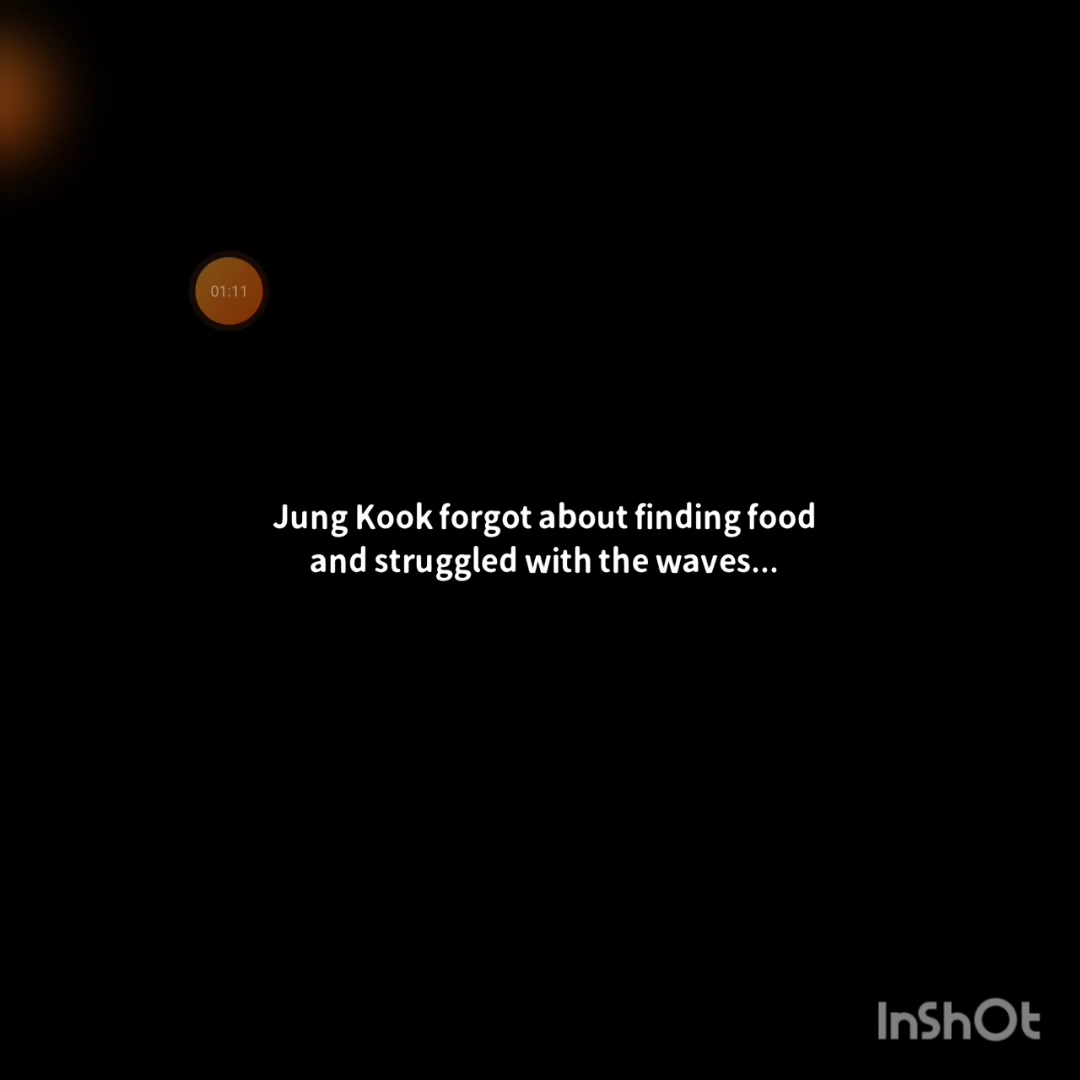 01:11
Jung Kook forgot about finding food
and struggled with the waves...
InShOt